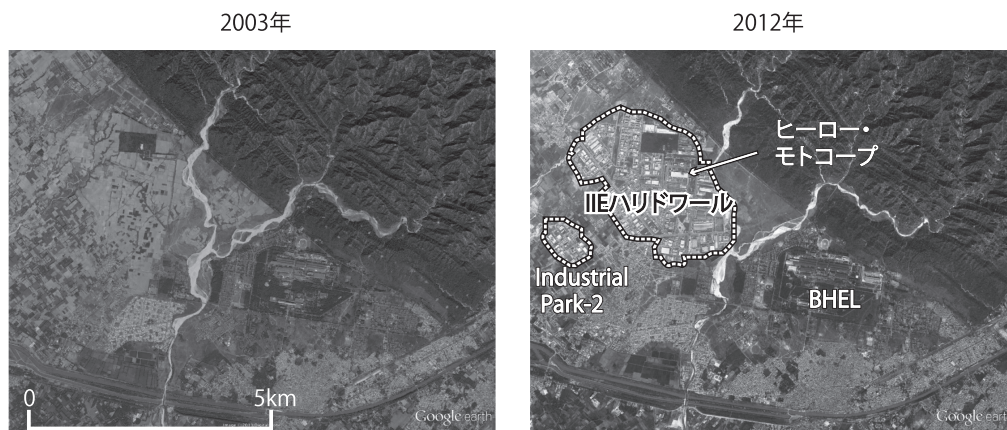 2003年
2012年
0
5km
Google earth
ヒーロー・
モトコープ
IIEハリドワール
Industrial
Park-2
BHEL
Google earth